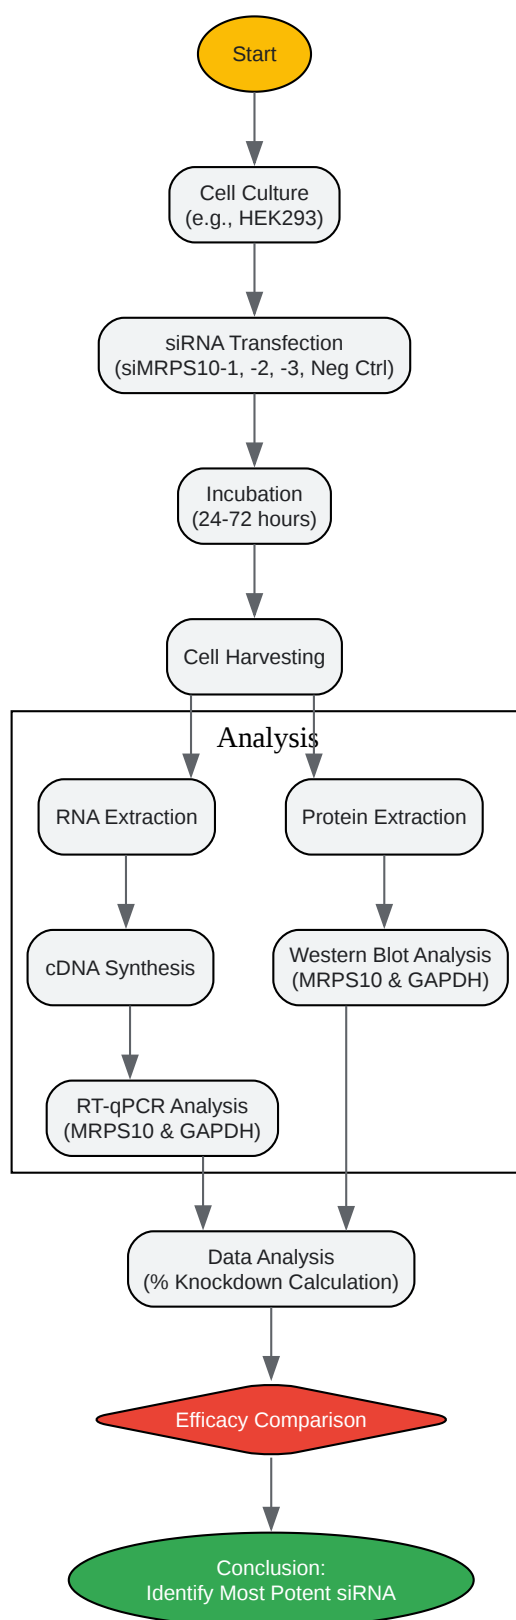 Start
Cell Culture
(e.g., HEK293)
siRNA Transfection
(siMRPS10-1, -2, -3, Neg Ctrl)
Incubation
(24-72 hours)
Cell Harvesting
Analysis
RNA Extraction
Protein Extraction
cDNA Synthesis
Western Blot Analysis
(MRPS10 & GAPDH)
RT-qPCR Analysis
(MRPS10 & GAPDH)
Data Analysis
(% Knockdown Calculation)
Efficacy Comparison
Conclusion:
Identify Most Potent siRNA